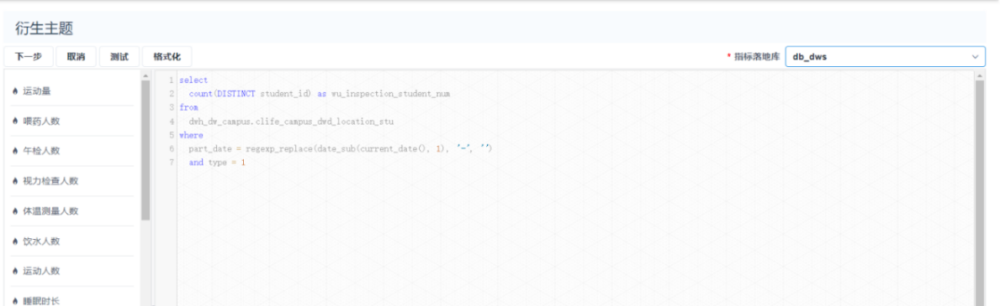 衍生主题
下一步 取消 测试 格式化 * 指标落地库 db_dws
运动量
喂药人数
午检人数
视力检查人数
体温测量人数
饮水人数
运动人数
睡眠时长
1 select
2 count(DISTINCT student_id) as wu_inspection_student_num
3 from
4 dwh_dw_campus.clife_campus_dwd_location_stu
5 where
6 part_date = regexp_replace(date_sub(current_date(), 1), '-', '')
7 and type = 1